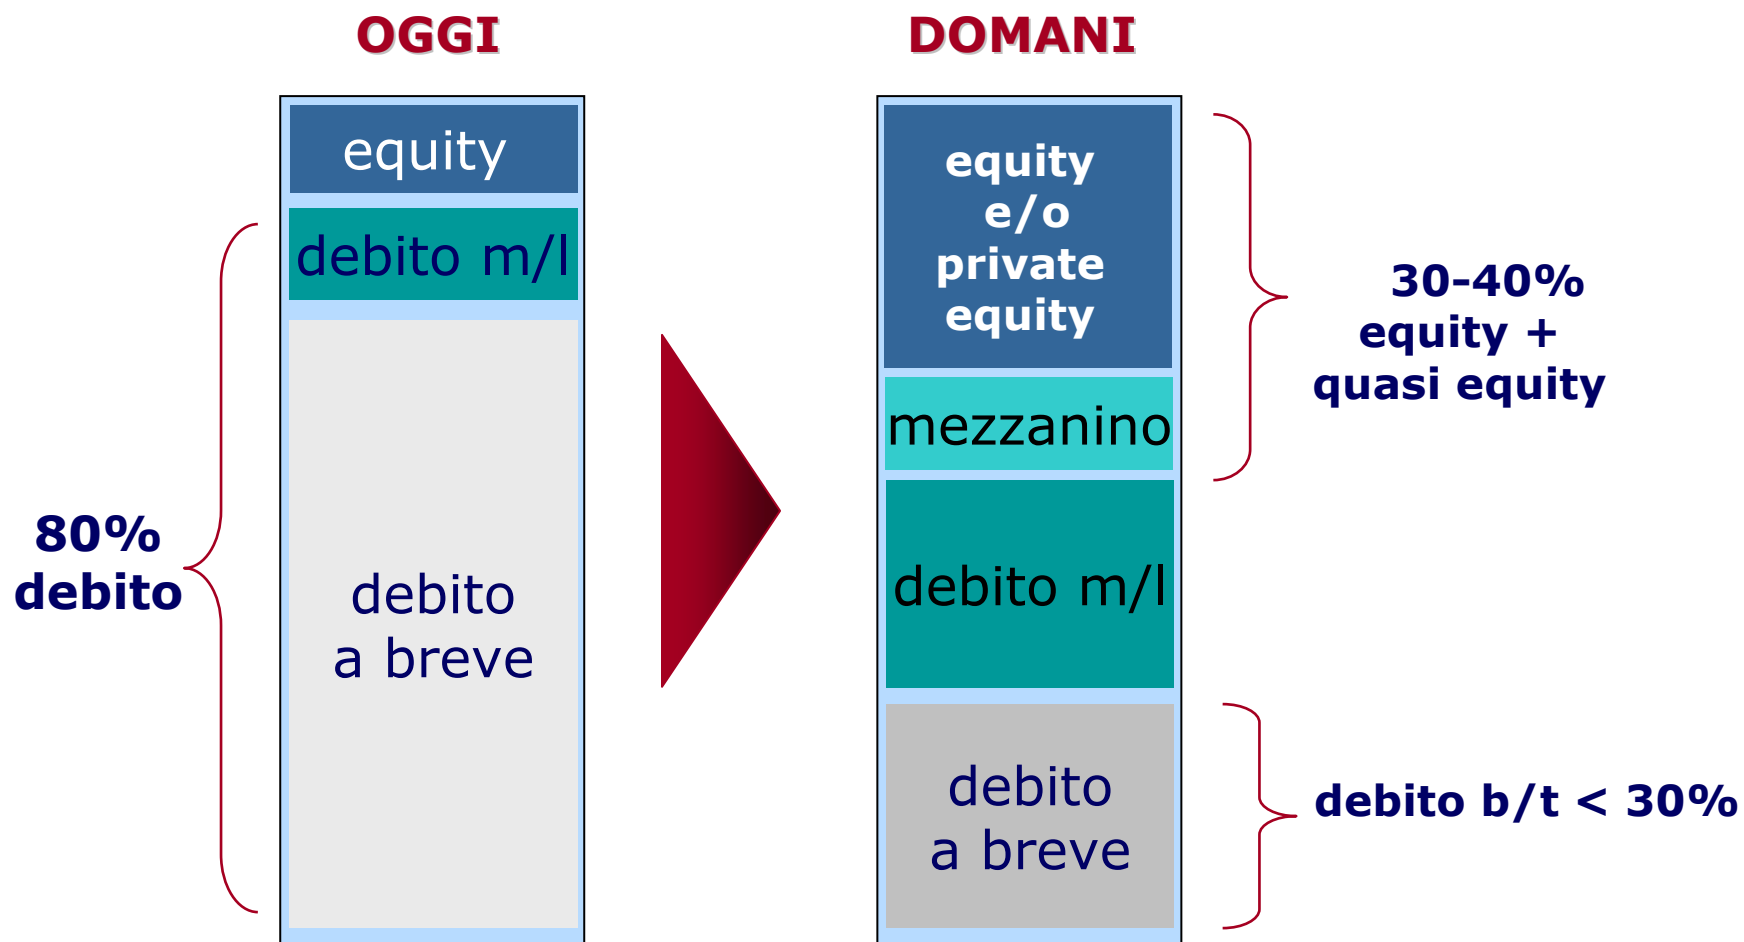 OGGI
DOMANI
equity
debito m/l
debito
a breve
80%
debito
equity
e/o
private
equity
mezzanino
debito m/l
debito
a breve
30-40%
equity +
quasi equity
debito b/t < 30%